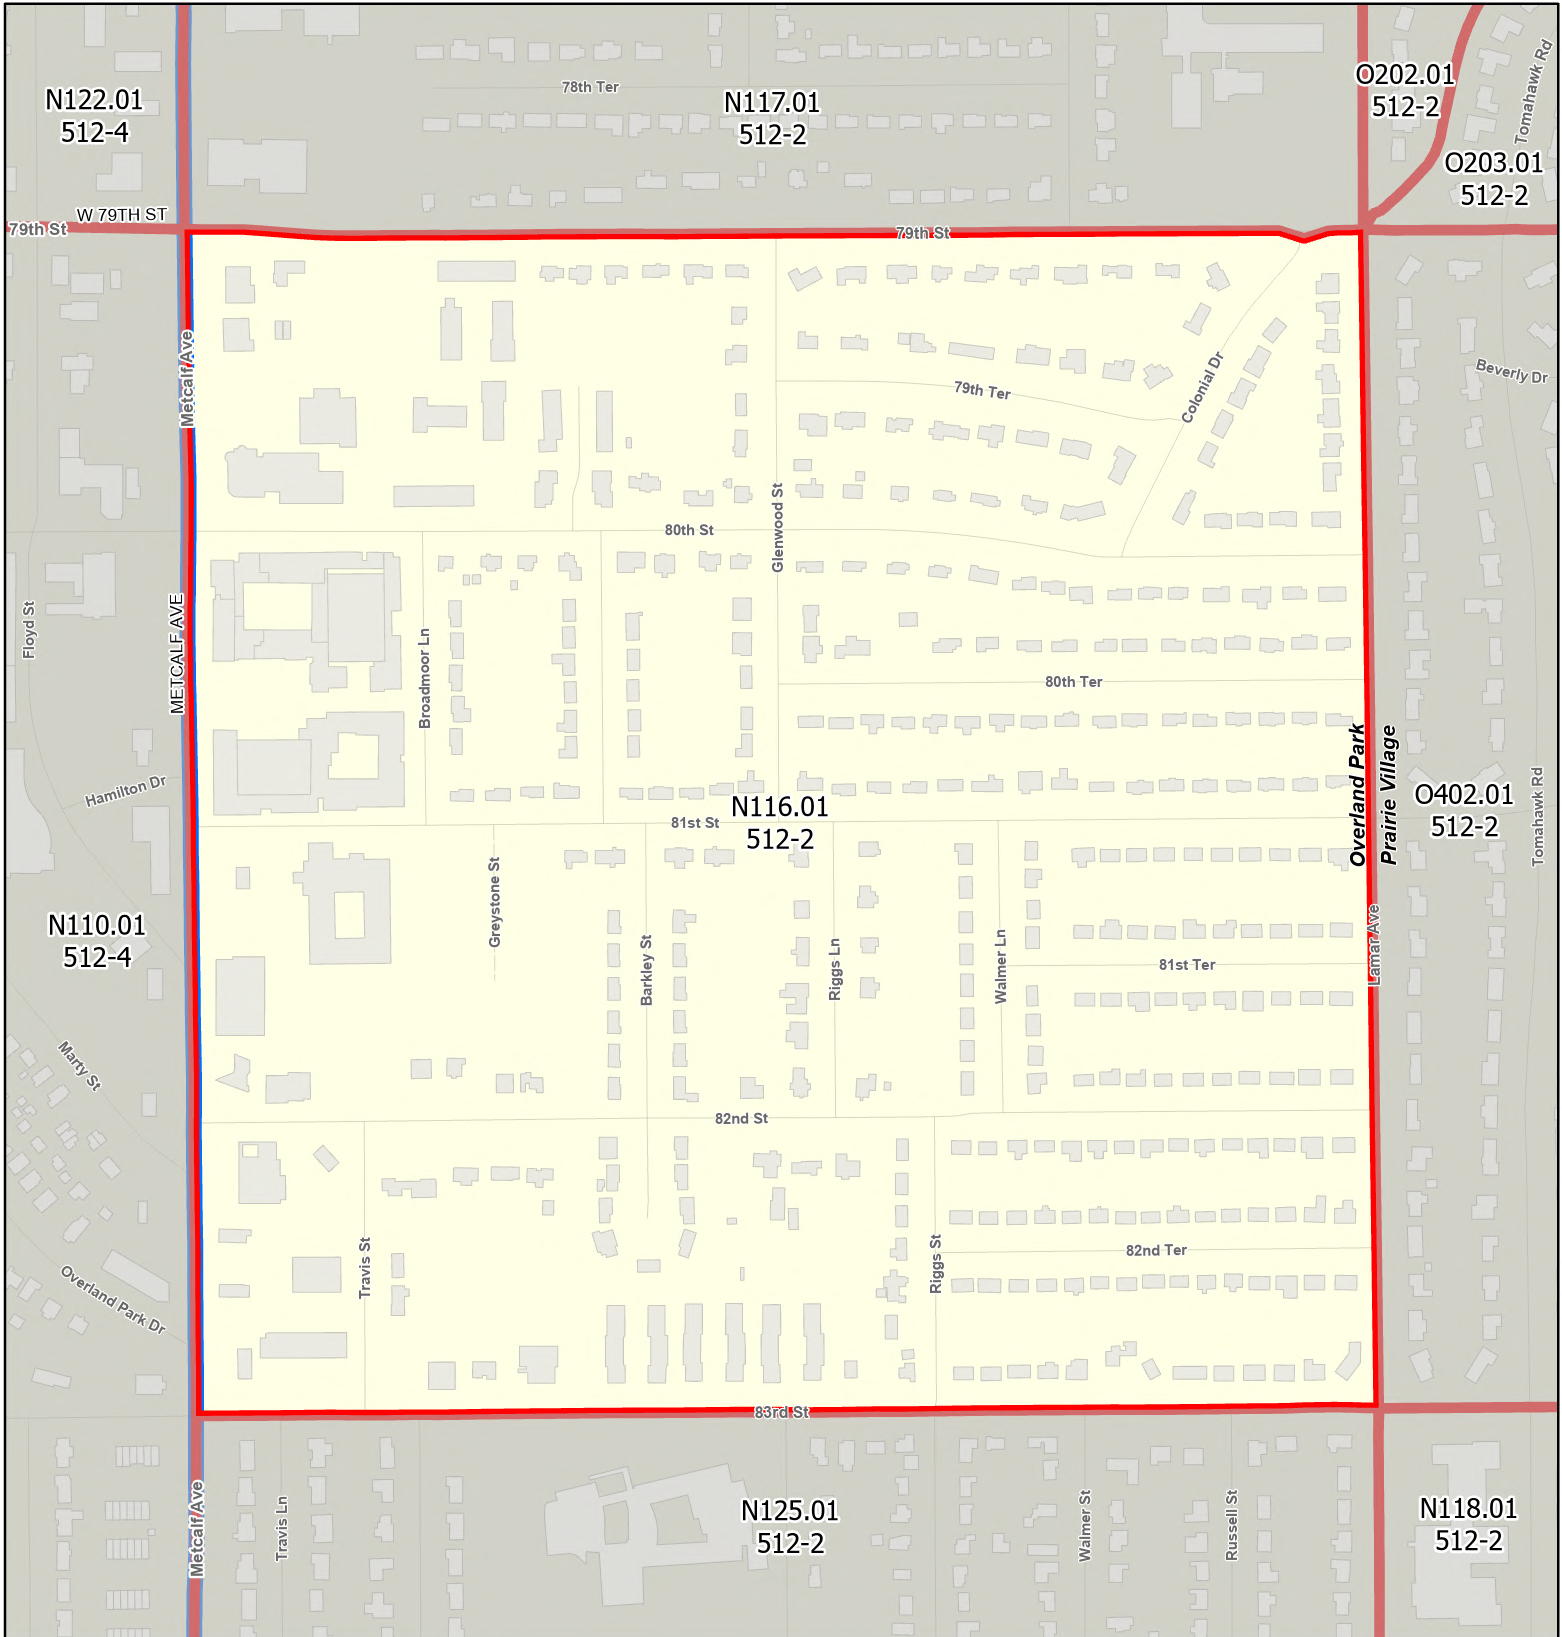 78th Ter
N122.01
512-4
N117.01
512-2
O202.01
512-2
Tomahawk Rd
O203.01
512-2
W 79TH ST
79th St
79th St
Metcalf Ave
Beverly Dr
79th Ter
Colonial Dr
Glenwood St
80th St
Floyd St
METCALF AVE
Broadmoor Ln
80th Ter
Overland Park
Prairie Village
Hamilton Dr
N116.01
512-2
O402.01
512-2
Tomahawk Rd
81st St
Greystone St
N110.01
512-4
Barkley St
Riggs Ln
Walmer Ln
81st Ter
Lamar Ave
Marty St
82nd St
Travis St
Riggs St
82nd Ter
Overland Park Dr
83rd St
Metcalf Ave
Travis Ln
N125.01
512-2
Walmer St
Russell St
N118.01
512-2